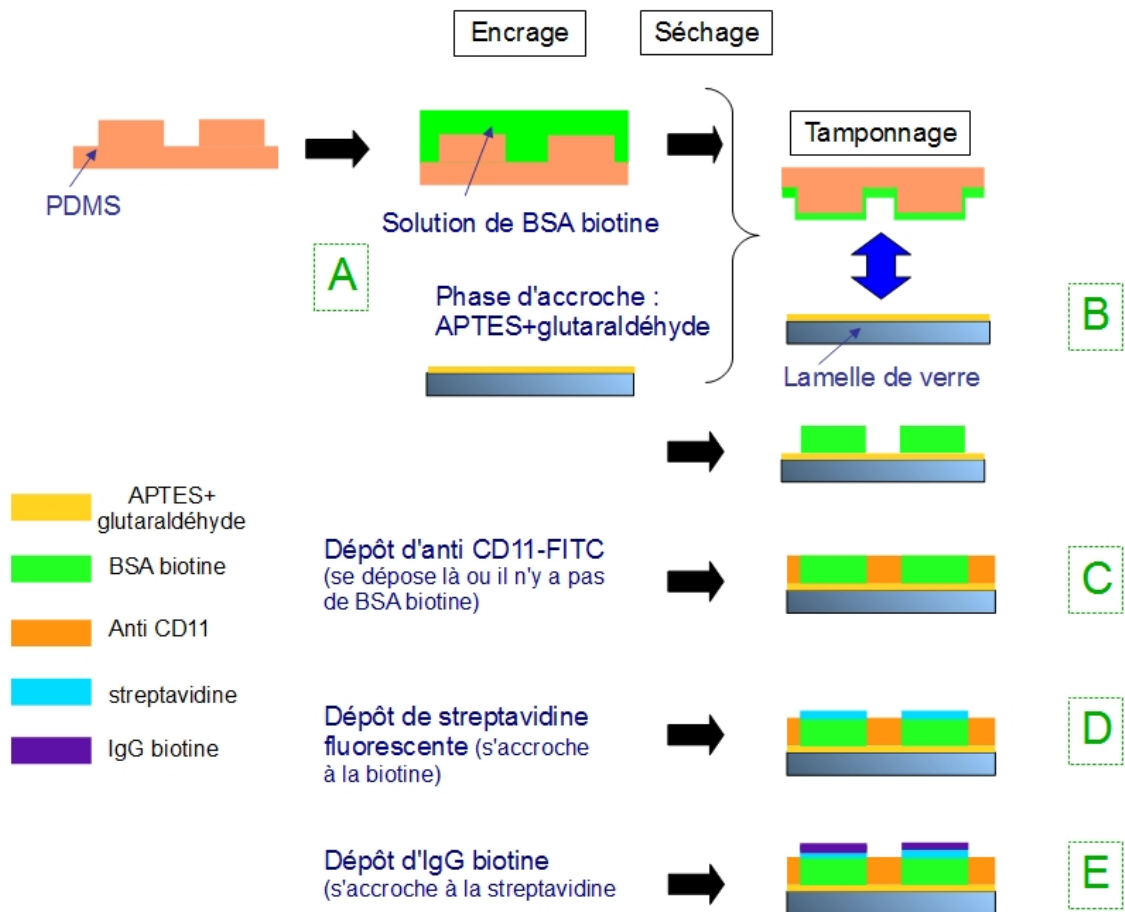 Encrage
Séchage
Tamponnage
PDMS
Solution de BSA biotine
A
Phase d'accroche :
APTES+glutaraldéhyde
B
Lamelle de verre
APTES+
glutaraldéhyde
BSA biotine
Anti CD11
streptavidine
IgG biotine
Dépôt d'anti CD11-FITC
(se dépose là ou il n'y a pas
de BSA biotine)
C
Dépôt de streptavidine
fluorescente (s'accroche
à la biotine)
D
Dépôt d'IgG biotine
(s'accroche à la streptavidine
E